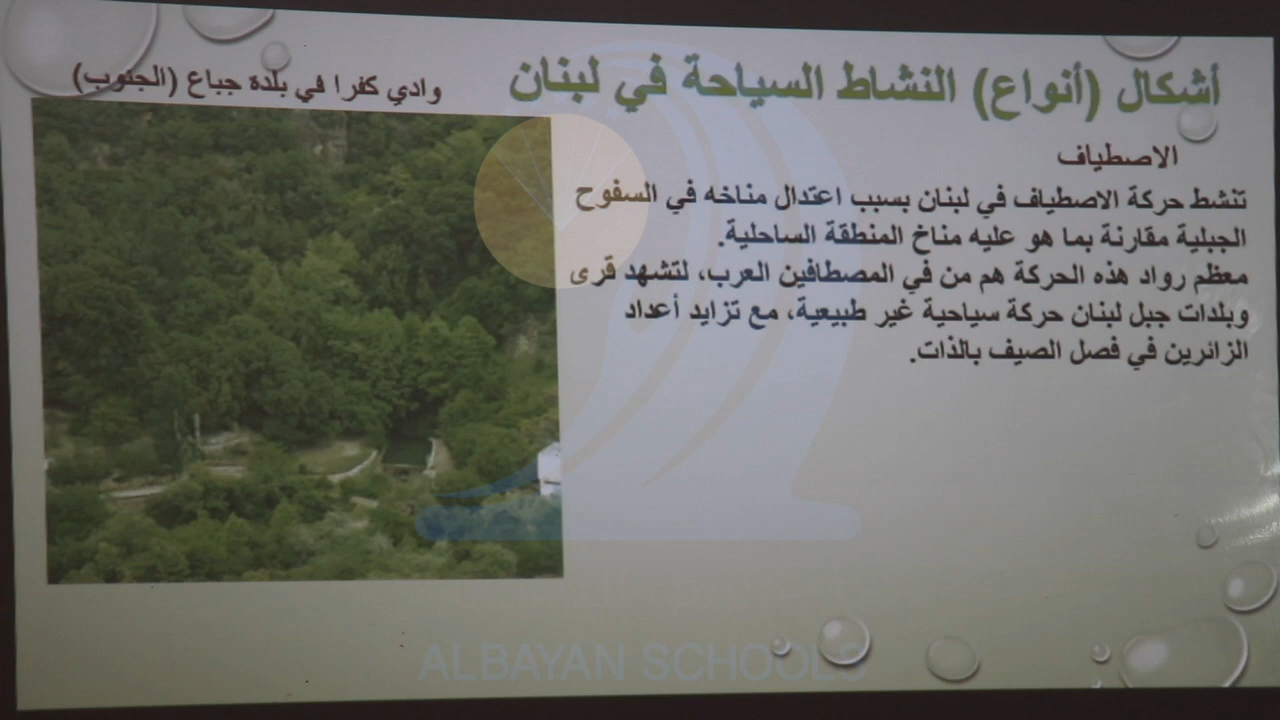 أشكال (أنواع) النشاط السياحة في لبنان
وادي كفرا في بلدة جباع (الجنوب)
الاصطياف
تنشط حركة الاصطياف في لبنان بسبب اعتدال مناخه في السفوح
الجبلية مقارنة بما هو عليه مناخ المنطقة الساحلية.
معظم رواد هذه الحركة هم من في المصطافين العرب، لتشهد قرى
وبلدات جبل لبنان حركة سياحية غير طبيعية، مع تزايد أعداد
الزائرين في فصل الصيف بالذات.
ALBAYAN SCHOOLS